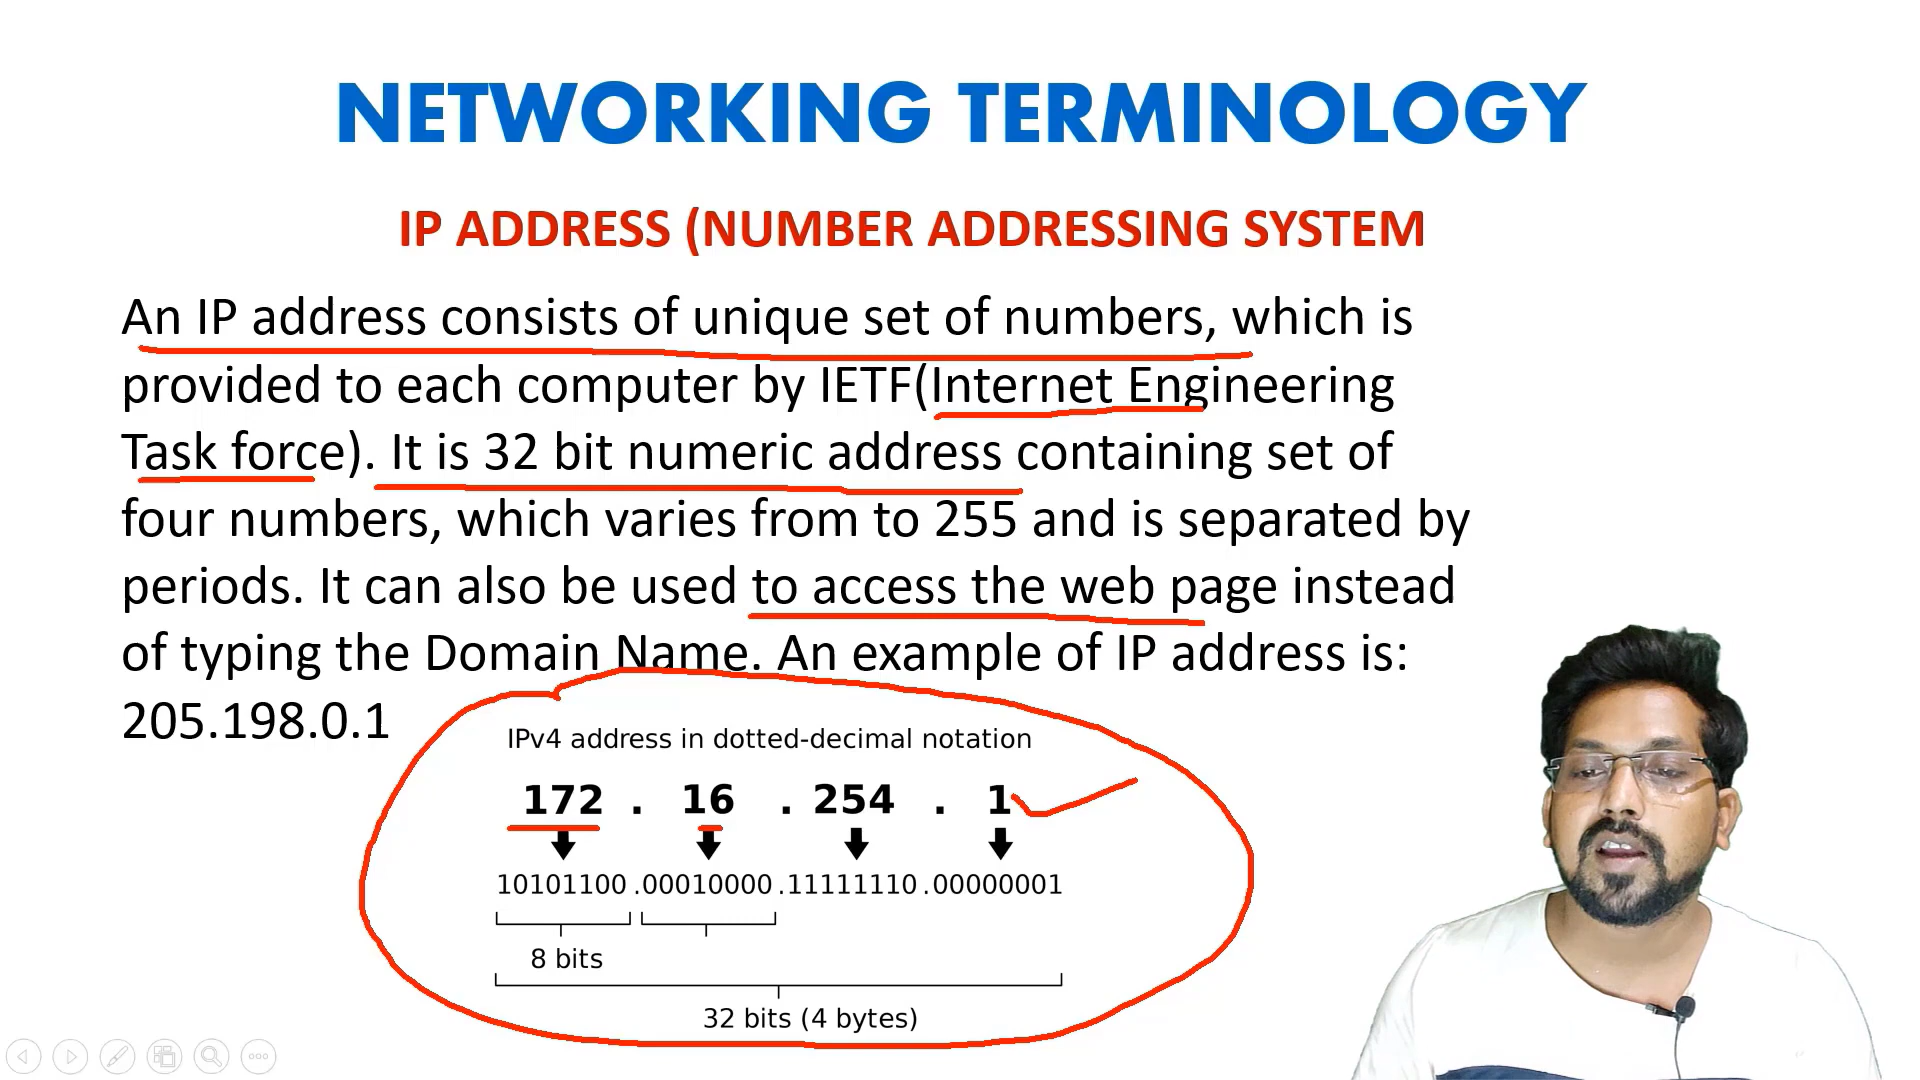 NETWORKING TERMINOLOGY
IP ADDRESS (NUMBER ADDRESSING SYSTEM
An IP address consists of unique set of numbers, which is
provided to each computer by IETF(Internet Engineering
Task force). It is 32 bit numeric address containing set of
four numbers, which varies from to 255 and is separated by
periods. It can also be used to access the web page instead
of typing the Domain Name. An example of IP address is:
205.198.0.1
IPv4 address in dotted-decimal notation
172 . 16 . 254 . 1
10101100 .00010000 .11111110 .00000001
8 bits
32 bits (4 bytes)